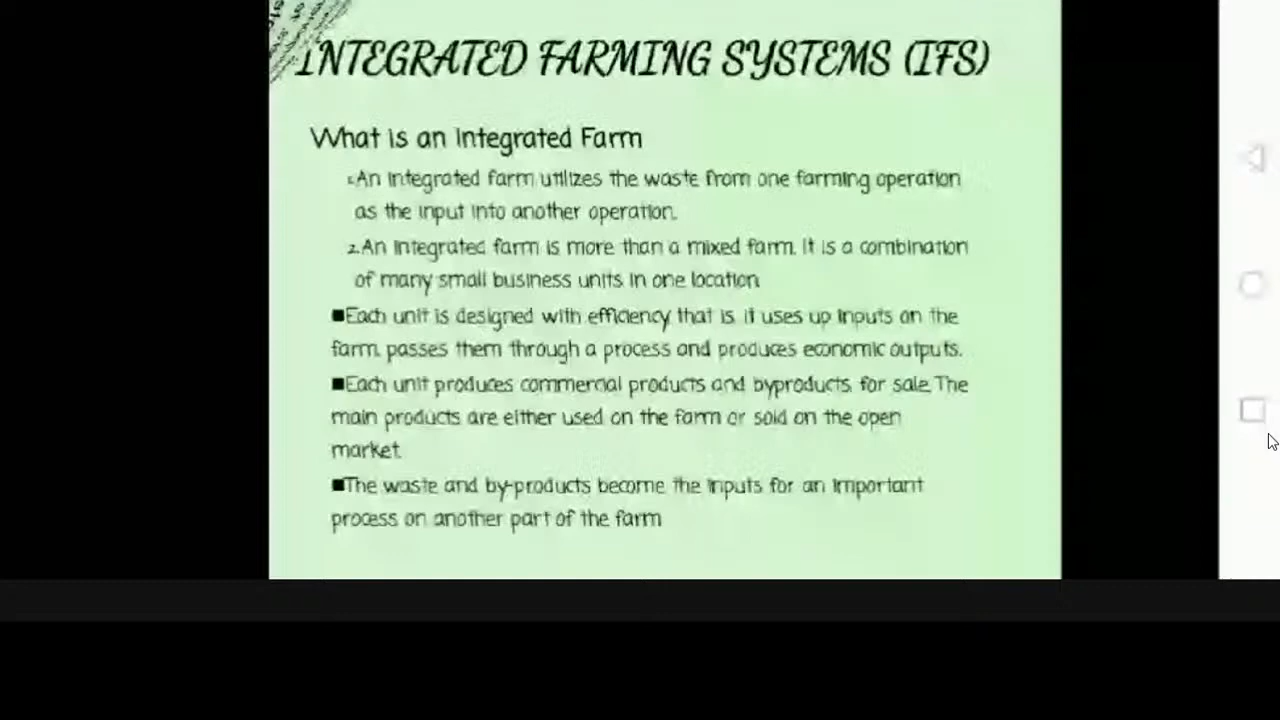 INTEGRATED FARMING SYSTEMS (IFS)
What is an Integrated Farm
1.An integrated farm utilizes the waste from one farming operation
as the input into another operation.
2.An integrated farm is more than a mixed farm. It is a combination
of many small business units in one location
■Each unit is designed with efficiency that is it uses up inputs on the
farm, passes them through a process and produces economic outputs.
■Each unit produces commercial products and byproducts for sale. The
main products are either used on the farm or sold on the open
market.
■The waste and by-products become the inputs for an important
process on another part of the farm